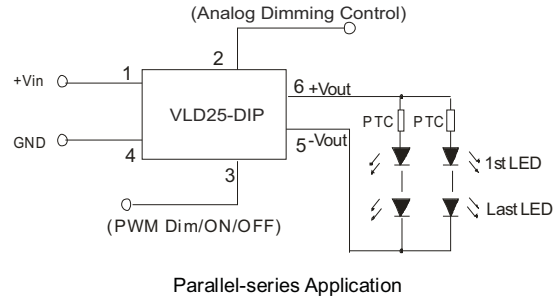 (Analog Dimming Control)
2
+Vin
1
6 +Vout
VLD25-DIP
PTC
PTC
GND
4
5 -Vout
3
1st LED
(PWM Dim/ON/OFF)
Last LED
Parallel-series Application